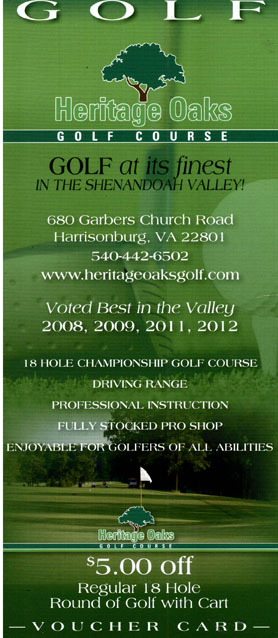 GOLF
Heritage Oaks
GOLF COURSE
GOLF at its finest
IN THE SHENANDOAH VALLEY!
680 Garbers Church Road
Harrisonburg, VA 22801
540-442-6502
www.heritageoaksgolf.com
Voted Best in the Valley
2008, 2009, 2011, 2012
18 HOLE CHAMPIONSHIP GOLF COURSE
DRIVING RANGE
PROFESSIONAL INSTRUCTION
FULLY STOCKED PRO SHOP
ENJOYABLE FOR GOLFERS OF ALL ABILITIES
Heritage Oaks
GOLF COURSE
$5.00 off
Regular 18 Hole
Round of Golf with Cart
—VOUCHER CARD—